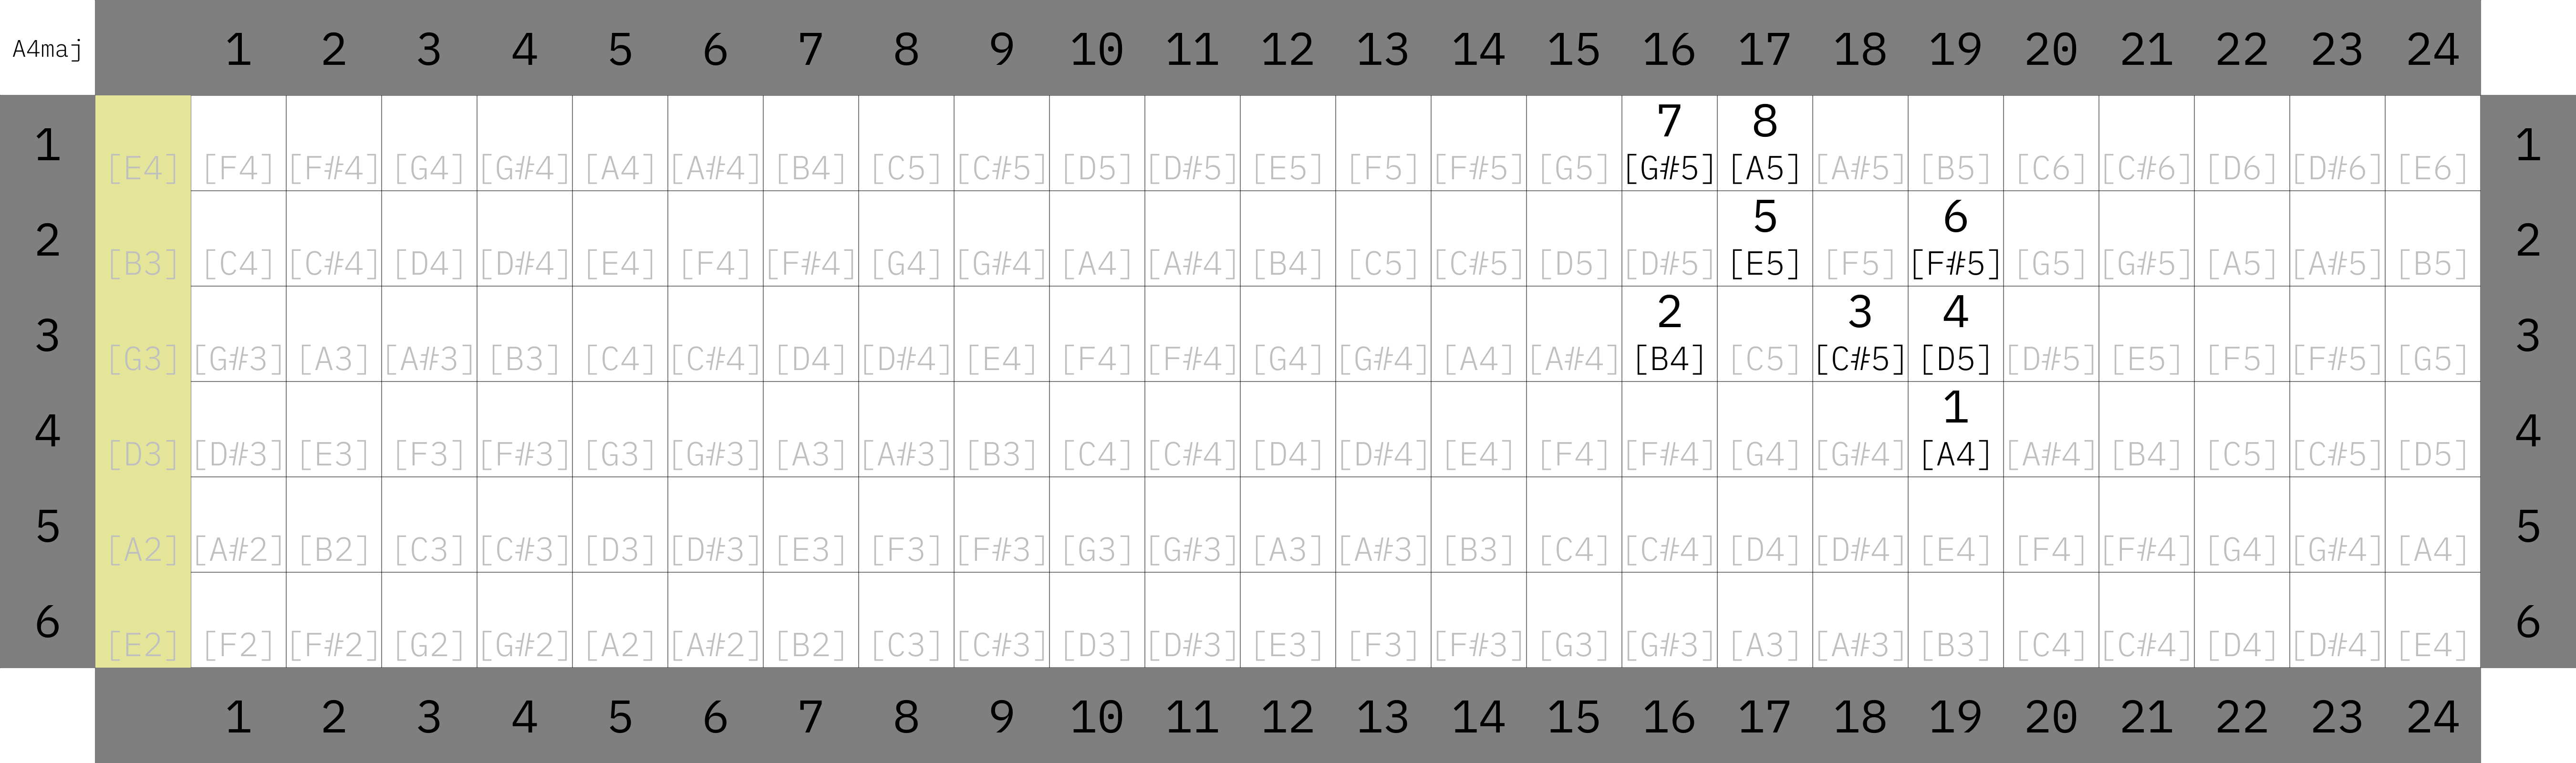 A4maj 1 2 3 4 5 6 7 8 9 10 11 12 13 14 15 16 17 18 19 20 21 22 23 24
7 8
1 [E4] [F4] [F#4] [G4] [G#4] [A4] [A#4] [B4] [C5] [C#5] [D5] [D#5] [E5] [F5] [F#5] [G5] [G#5] [A5] [A#5] [B5] [C6] [C#6] [D6] [D#6] [E6] 1
5 6
2 [B3] [C4] [C#4] [D4] [D#4] [E4] [F4] [F#4] [G4] [G#4] [A4] [A#4] [B4] [C5] [C#5] [D5] [D#5] [E5] [F5] [F#5] [G5] [G#5] [A5] [A#5] [B5] 2
2 3 4
3 [G3] [G#3] [A3] [A#3] [B3] [C4] [C#4] [D4] [D#4] [E4] [F4] [F#4] [G4] [G#4] [A4] [A#4] [B4] [C5] [C#5] [D5] [D#5] [E5] [F5] [F#5] [G5] 3
1
4 [D3] [D#3] [E3] [F3] [F#3] [G3] [G#3] [A3] [A#3] [B3] [C4] [C#4] [D4] [D#4] [E4] [F4] [F#4] [G4] [G#4] [A4] [A#4] [B4] [C5] [C#5] [D5] 4
5 [A2] [A#2] [B2] [C3] [C#3] [D3] [D#3] [E3] [F3] [F#3] [G3] [G#3] [A3] [A#3] [B3] [C4] [C#4] [D4] [D#4] [E4] [F4] [F#4] [G4] [G#4] [A4] 5
6 [E2] [F2] [F#2] [G2] [G#2] [A2] [A#2] [B2] [C3] [C#3] [D3] [D#3] [E3] [F3] [F#3] [G3] [G#3] [A3] [A#3] [B3] [C4] [C#4] [D4] [D#4] [E4] 6
1 2 3 4 5 6 7 8 9 10 11 12 13 14 15 16 17 18 19 20 21 22 23 24